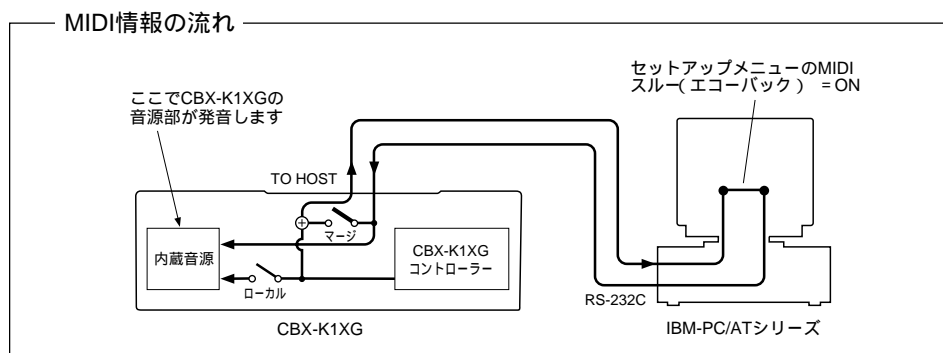 MIDI情報の流れ
セットアップメニューのMIDI
スルー(エコーバック) =ON
ここでCBX-K1XGの
音源部が発音します
TO HOST
マージ
内蔵音源
CBX-K1XG
コントローラー
ローカル
RS-232C
CBX-K1XG
IBM-PC/ATシリーズ